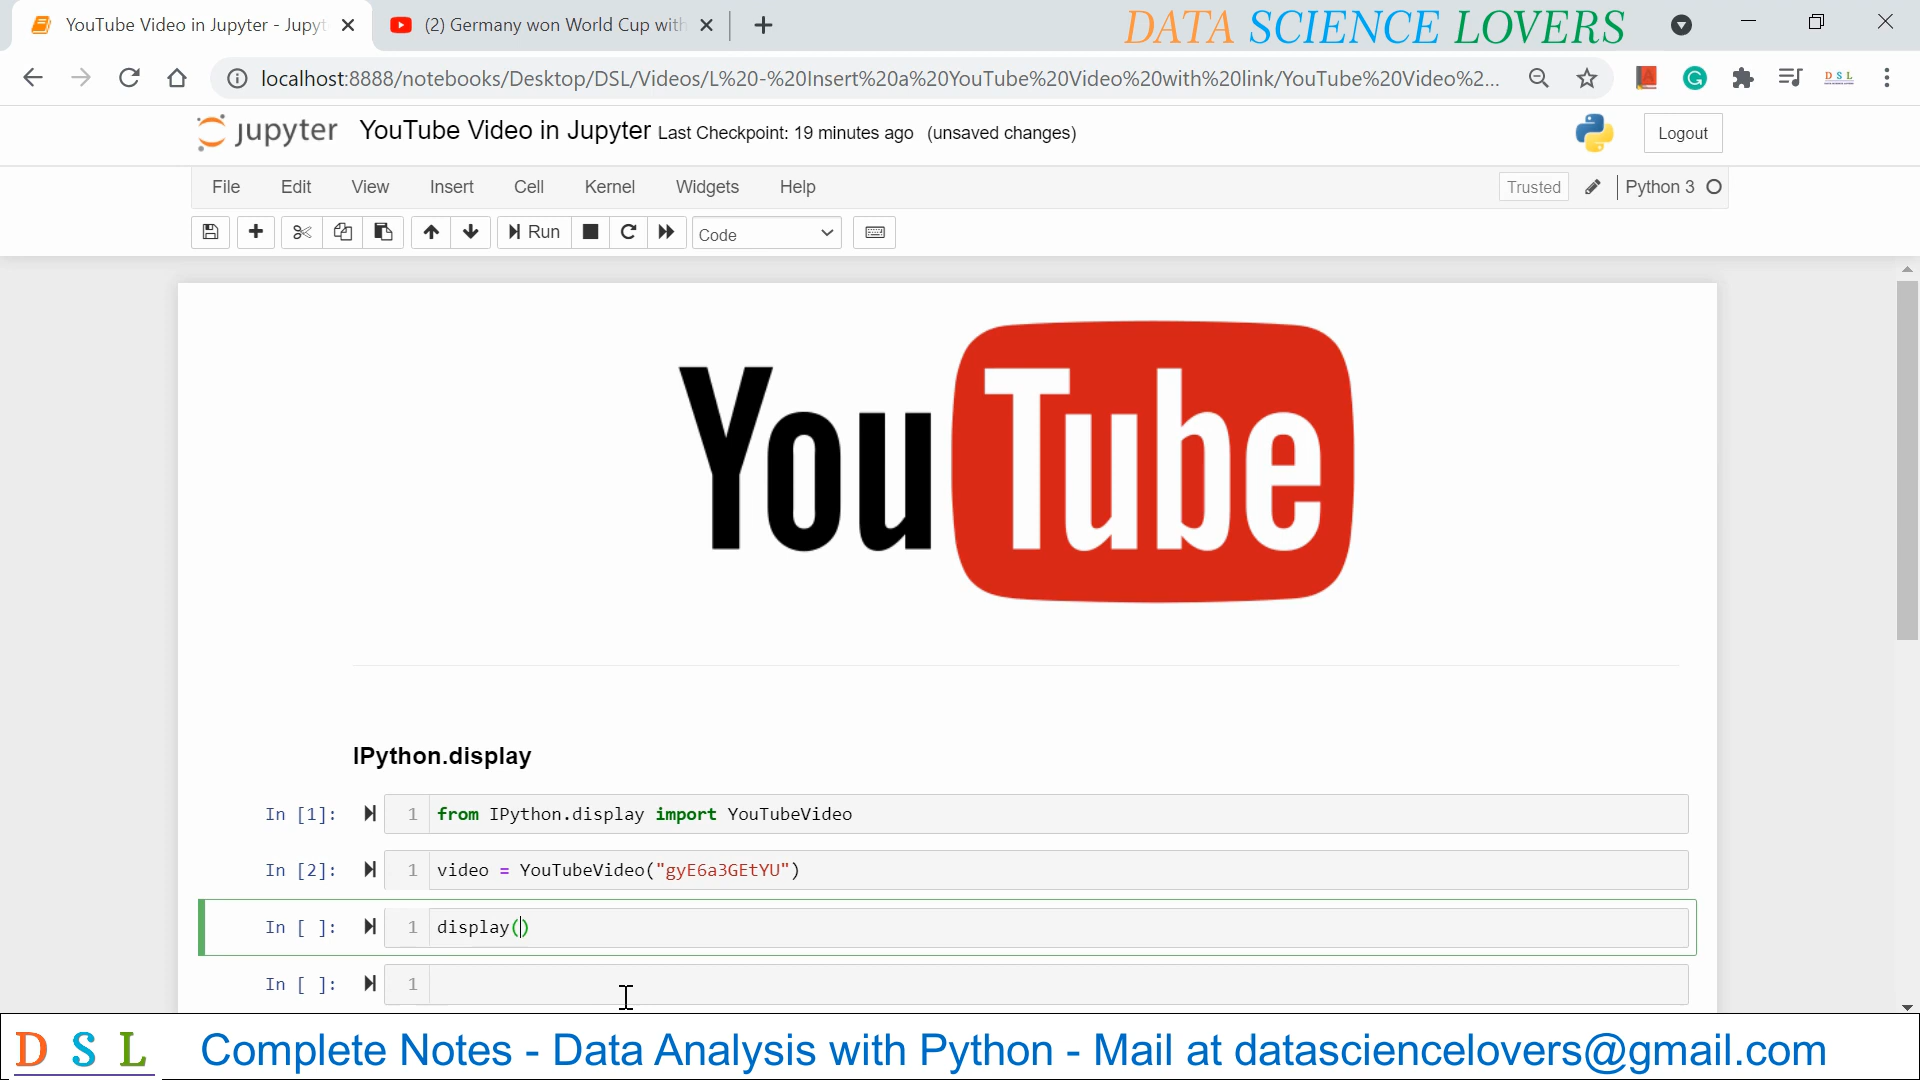 YouTube Video in Jupyter - Jupyt
(2) Germany won World Cup with
DATA SCIENCE LOVERS
localhost:8888/notebooks/Desktop/DSL/Videos/L%20-%20Insert%20a%20YouTube%20Video%20with%20link/YouTube%20Video%2...
DSL
jupyter YouTube Video in Jupyter Last Checkpoint: 19 minutes ago (unsaved changes)
Logout
File Edit View Insert Cell Kernel Widgets Help
Trusted Python 3
Run Code
YouTube
IPython.display
In [1]: 1 from IPython.display import YouTubeVideo
In [2]: 1 video = YouTubeVideo("gyE6a3GEtYU")
In [ ]: 1 display()
In [ ]: 1
D S L Complete Notes - Data Analysis with Python - Mail at datasciencelovers@gmail.com